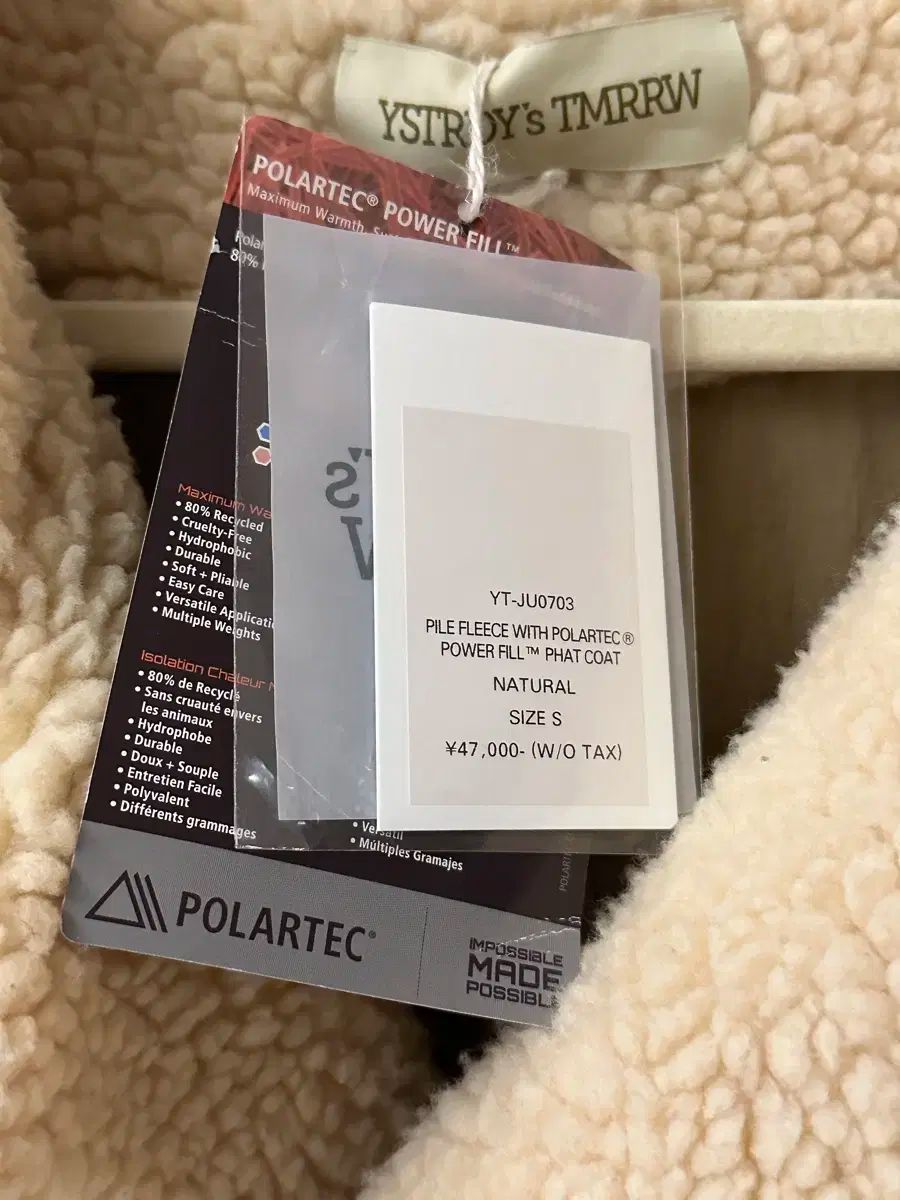 YSTRDY's TMRRW
POLARTEC® POWER FILL™
Maximum Warmth,
80%
YT-JU0703
PILE FLEECE WITH POLARTEC®
POWER FILL™ PHAT COAT
NATURAL
SIZE S
¥47,000- (W/O TAX)
Maximum
• 80% Recycled
• Cruelty-Free
• Hydrophobic
• Durable
• Soft + Pliable
• Easy Care
• Versatile
• Multiple Weights
Isolation Chaleur
• 80% de Recyclé
• Sans cruauté envers
les animaux
• Hydrophobe
• Durable
• Doux + Souple
• Entretien Facile
• Polyvalent
• Différents grammages
• Múltiples Gramajes
POLARTEC®
IMPOSSIBLE
MADE
POSSIBLE